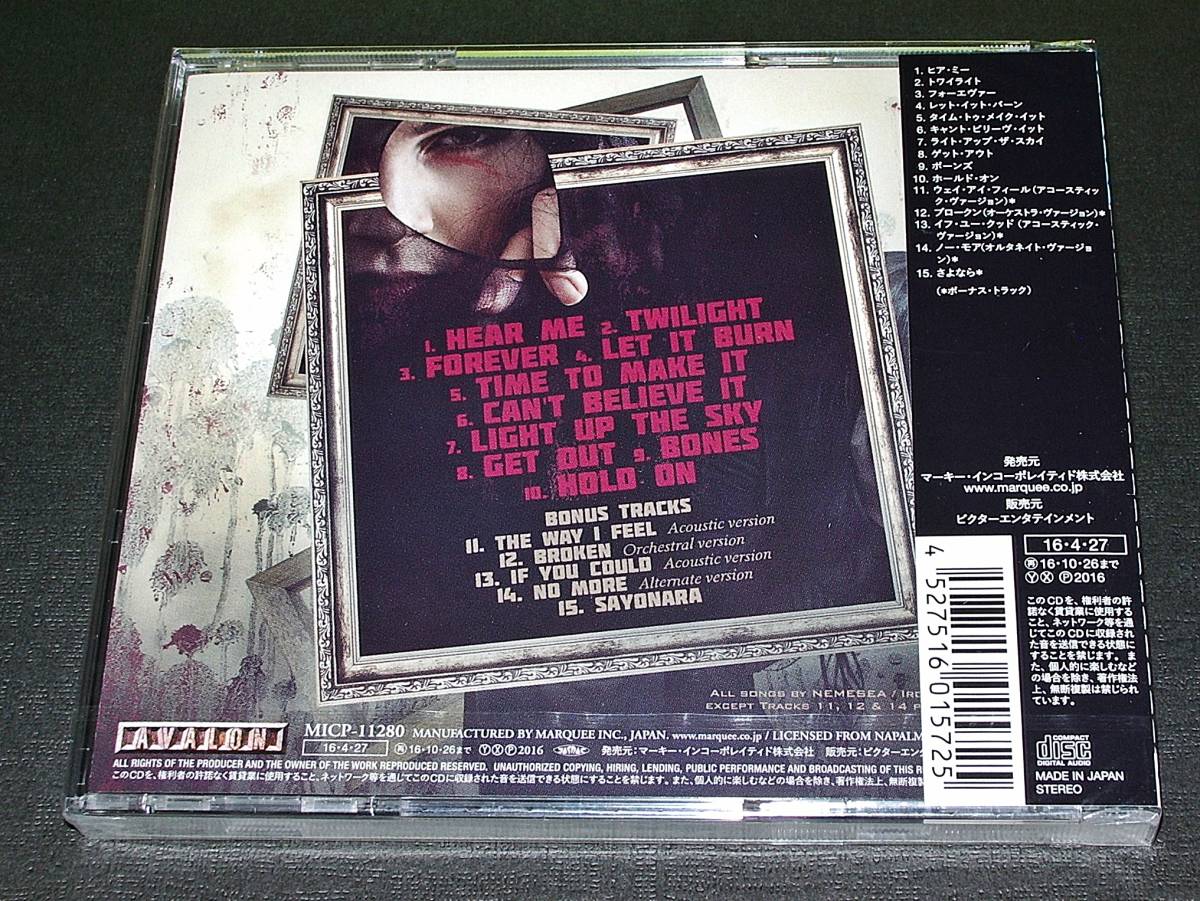 1. HEAR ME 2. TWILIGHT
3. FOREVER 4. LET IT BURN
5. TIME TO MAKE IT
6. CAN'T BELIEVE IT
7. LIGHT UP THE SKY
8. GET OUT 9. BONES
10. HOLD ON
BONUS TRACKS
11. THE WAY I FEEL Acoustic version
12. BROKEN Orchestral version
13. IF YOU COULD Acoustic version
14. NO MORE Alternate version
15. SAYONARA
ALL SONGS BY NEMESEA /
EXCEPT TRACKS 11, 12 & 14
AVALON
MICP-11280 MANUFACTURED BY MARQUEE INC., JAPAN. www.marquee.co.jp / LICENSED FROM NAPALM
16・4・27 再16・10・26まで ⓎⓍⓅ2016 発売元:マーキー・インコーポレイティド株式会社 販売元:ビクターエンタ
ALL RIGHTS OF THE PRODUCER AND THE OWNER OF THE WORK REPRODUCED RESERVED. UNAUTHORIZED COPYING, HIRING, LENDING, PUBLIC PERFORMANCE AND BROADCASTING OF THIS
このCDを、権利者の許諾なく賃貸業に使用すること、ネットワーク等を通じてこのCDに収録された音を送信できる状態にすることを禁じます。また、個人的に楽しむなどの場合を除き、著作権法上、無断
1. ヒア・ミー
2. トワイライト
3. フォーエヴァー
4. レット・イット・バーン
5. タイム・トゥ・メイク・イット
6. キャント・ビリーヴ・イット
7. ライト・アップ・ザ・スカイ
8. ゲット・アウト
9. ボーンズ
10. ホールド・オン
11. ウェイ・アイ・フィール(アコースティッ
ク・ヴァージョン)*
12. ブロークン(オーケストラ・ヴァージョン)*
13. イフ・ユー・クッド (アコースティック・
ヴァージョン)*
14. ノー・モア(オルタネイト・ヴァージョ
ン)*
15. さよなら*
(*ボーナス・トラック)
発売元
マーキー・インコーポレイティド株式会社
www.marquee.co.jp
販売元
ビクターエンタテインメント
4 527516 015725
16・4・27
再16・10・26まで
ⓎⓍ Ⓟ2016
このCDを、権利者の許
諾なく賃貸業に使用する
こと、ネットワーク等を通
じてこのCDに収録され
た音を送信できる状態に
することを禁じます。ま
た、個人的に楽しむなど
の場合を除き、著作権法
上、無断複製は禁じられ
ています。
COMPACT
disc
DIGITAL AUDIO
MADE IN JAPAN
STEREO